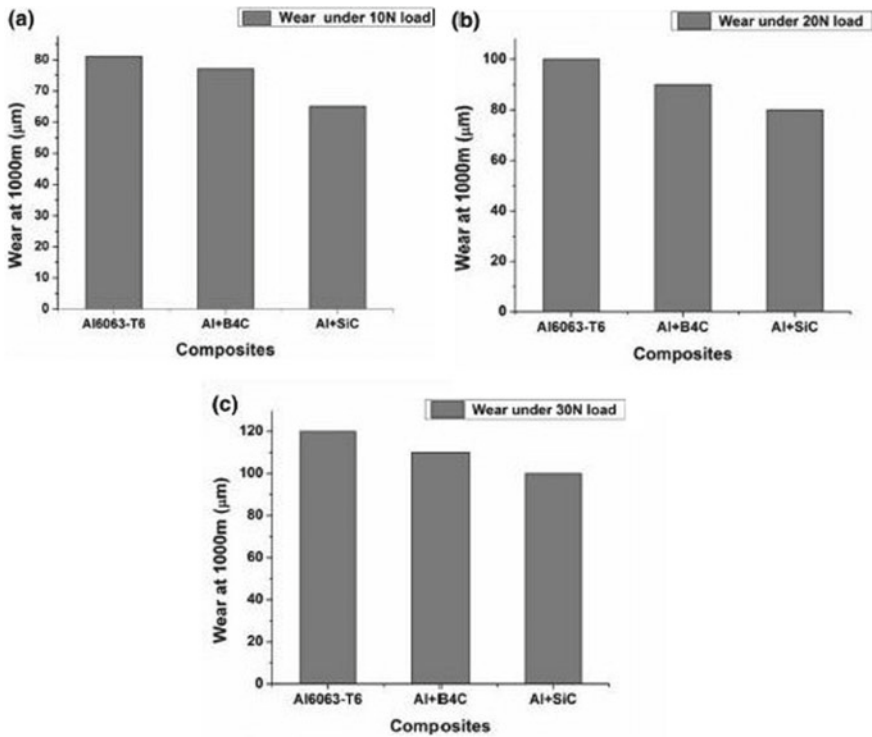 (a)
Wear under 10N load
Wear at 1000m (μm)
80
70
60
50
40
30
20
10
0
Al6063-T6 Al+B4C Al+SiC
Composites
(b)
Wear under 20N load
Wear at 1000m (μm)
100
80
60
40
20
0
Al6063-T6 Al+B4C Al+SiC
Composites
(c)
Wear under 30N load
Wear at 1000m (μm)
120
100
80
60
40
20
0
Al6063-T6 Al+B4C Al+SiC
Composites